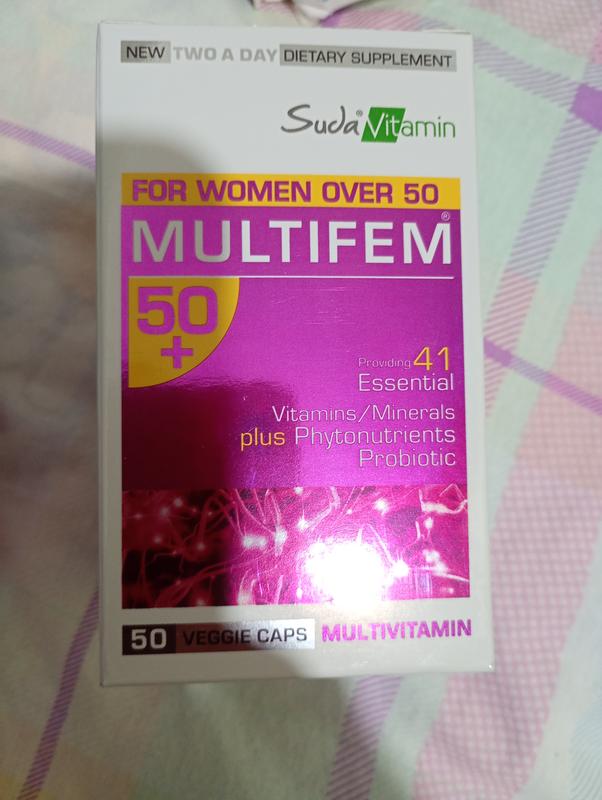 NEW TWO A DAY DIETARY SUPPLEMENT
Suda® Vitamin
FOR WOMEN OVER 50
MULTIFEM®
50
+
Providing 41
Essential
Vitamins/Minerals
plus Phytonutrients
Probiotic
50 VEGGIE CAPS MULTIVITAMIN